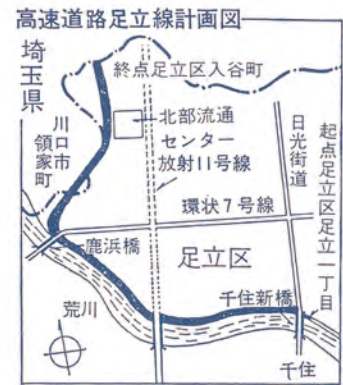 高速道路足立線計画図
埼玉県
終点足立区入谷町
川口市
領家町
北部流通
センター
放射11号線
日光街道
起点足立区足立一丁目
環状7号線
鹿浜橋
足立区
千住新橋
荒川
千住